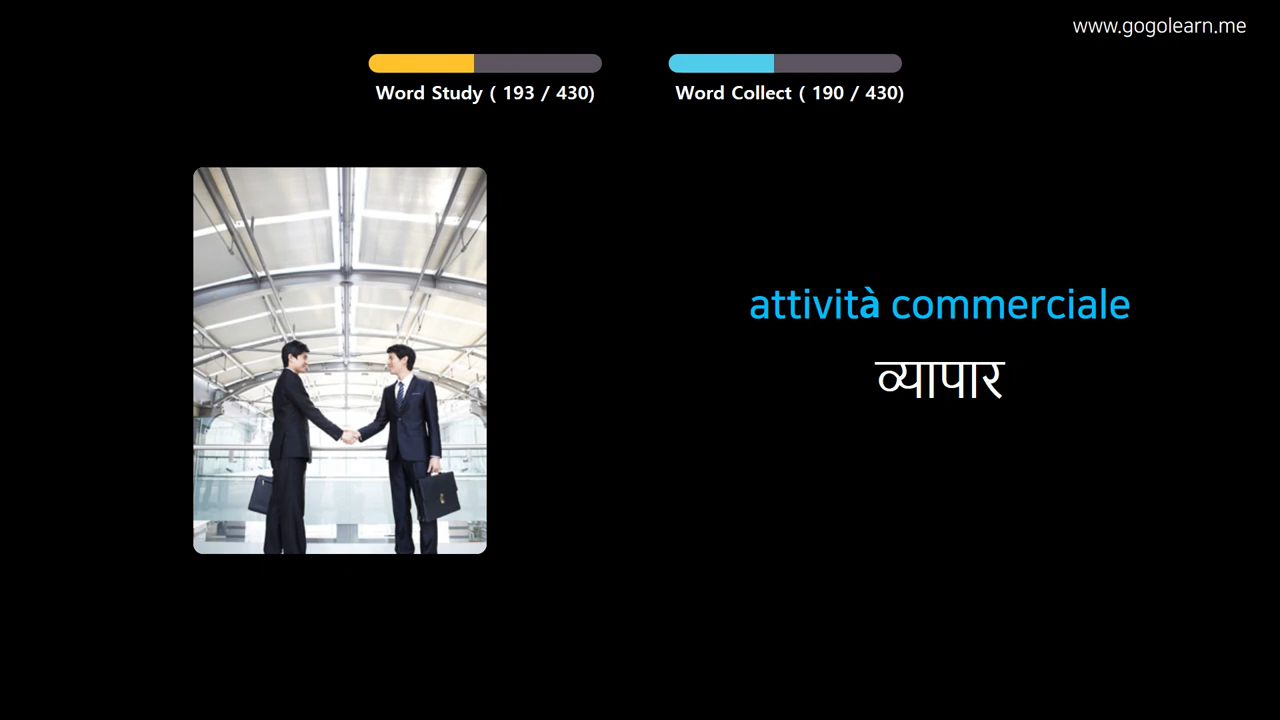 www.gogolearn.me
Word Study ( 193 / 430)
Word Collect ( 190 / 430)
attività commerciale
व्यापार